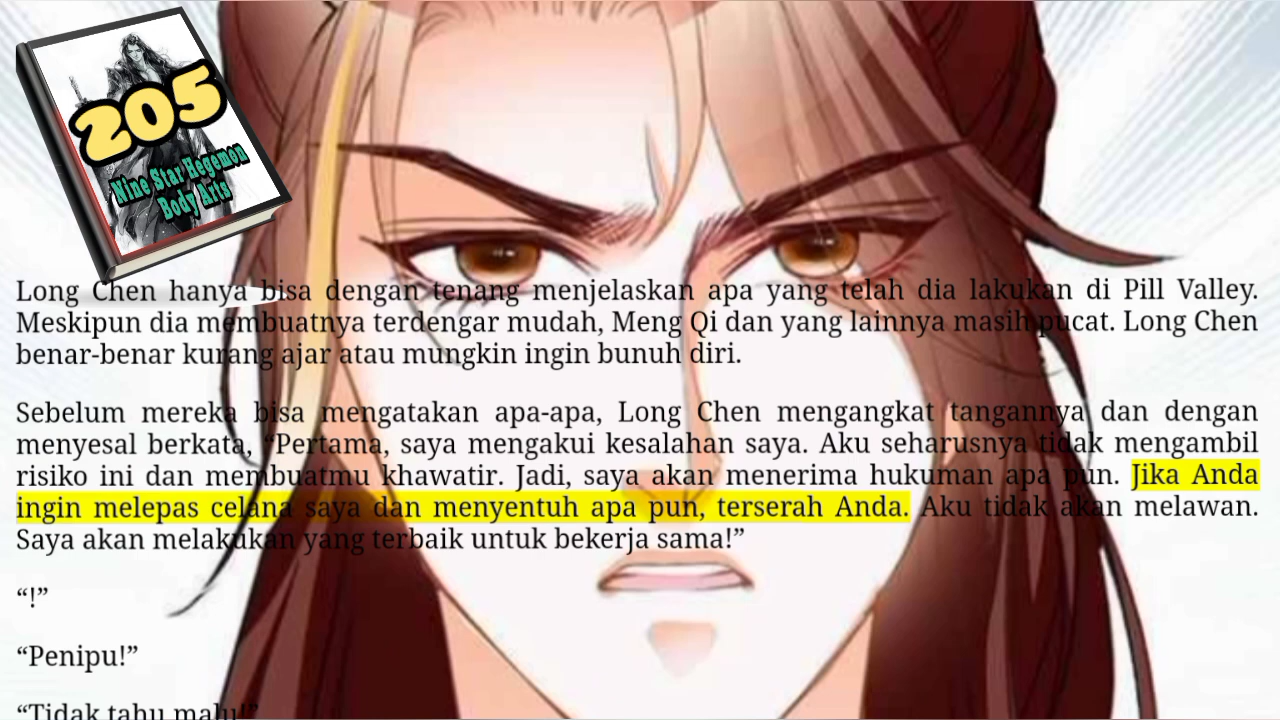 205
Nine Star Hegemon
Body Arts
Long Chen hanya bisa dengan tenang menjelaskan apa yang telah dia lakukan di Pill Valley.
Meskipun dia membuatnya terdengar mudah, Meng Qi dan yang lainnya masih pucat. Long Chen
benar-benar kurang ajar atau mungkin ingin bunuh diri.
Sebelum mereka bisa mengatakan apa-apa, Long Chen mengangkat tangannya dan dengan
menyesal berkata, “Pertama, saya mengakui kesalahan saya. Aku seharusnya tidak mengambil
risiko ini dan membuatmu khawatir. Jadi, saya akan menerima hukuman apa pun. Jika Anda
ingin melepas celana saya dan menyentuh apa pun, terserah Anda. Aku tidak akan melawan.
Saya akan melakukan yang terbaik untuk bekerja sama!”
“!”
“Penipu!”
“Tidak tahu malu!”